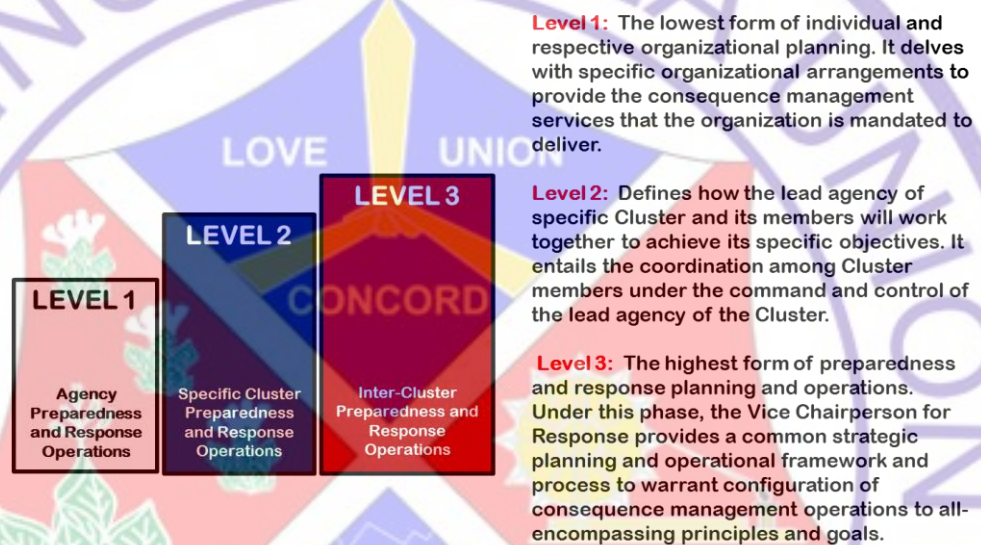 LOVE UNION
CONCORD
LA UNION
LEVEL 1
Agency
Preparedness
and Response
Operations
LEVEL 2
Specific Cluster
Preparedness
and Response
Operations
LEVEL 3
Inter-Cluster
Preparedness and
Response
Operations
Level 1: The lowest form of individual and
respective organizational planning. It delves
with specific organizational arrangements to
provide the consequence management
services that the organization is mandated to
deliver.
Level 2: Defines how the lead agency of
specific Cluster and its members will work
together to achieve its specific objectives. It
entails the coordination among Cluster
members under the command and control of
the lead agency of the Cluster.
Level 3: The highest form of preparedness
and response planning and operations.
Under this phase, the Vice Chairperson for
Response provides a common strategic
planning and operational framework and
process to warrant configuration of
consequence management operations to all-
encompassing principles and goals.